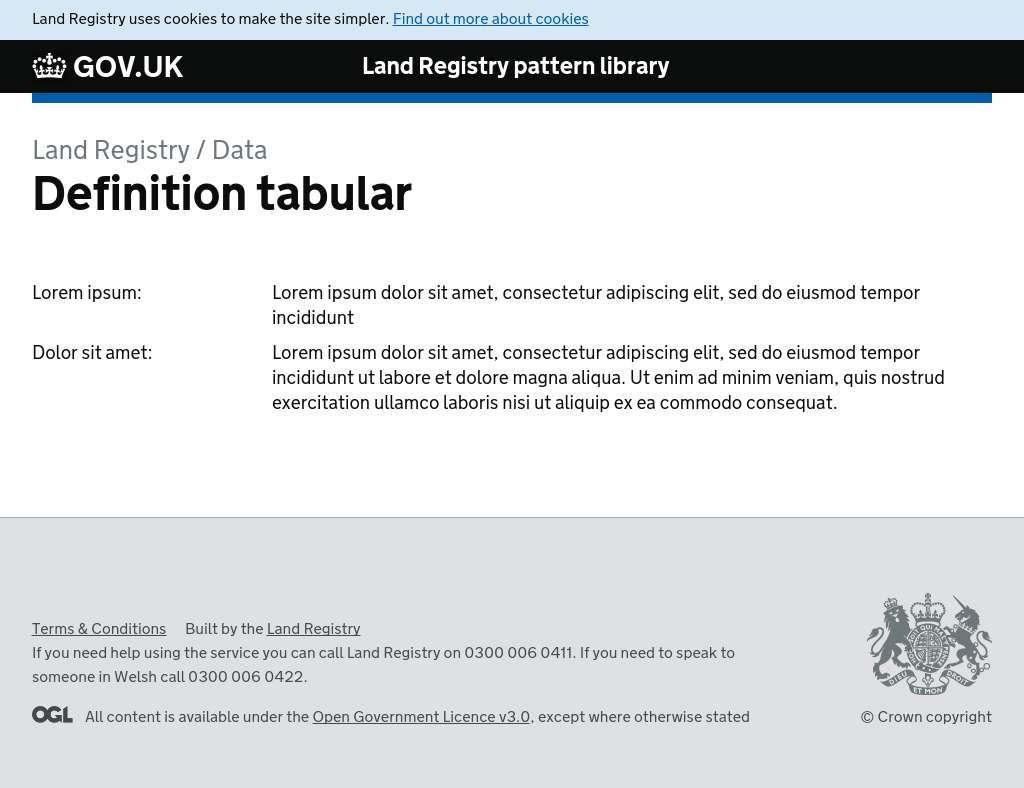 Land Registry uses cookies to make the site simpler. Find out more about cookies
GOV.UK
Land Registry pattern library
Land Registry / Data
Definition tabular
Lorem ipsum:
Lorem ipsum dolor sit amet, consectetur adipiscing elit, sed do eiusmod tempor
incididunt
Dolor sit amet:
Lorem ipsum dolor sit amet, consectetur adipiscing elit, sed do eiusmod tempor
incididunt ut labore et dolore magna aliqua. Ut enim ad minim veniam, quis nostrud
exercitation ullamco laboris nisi ut aliquip ex ea commodo consequat.
Terms & Conditions Built by the Land Registry
If you need help using the service you can call Land Registry on 0300 006 0411. If you need to speak to
someone in Welsh call 0300 006 0422.
OGL All content is available under the Open Government Licence v3.0, except where otherwise stated
DIEU ET MON DROIT
© Crown copyright